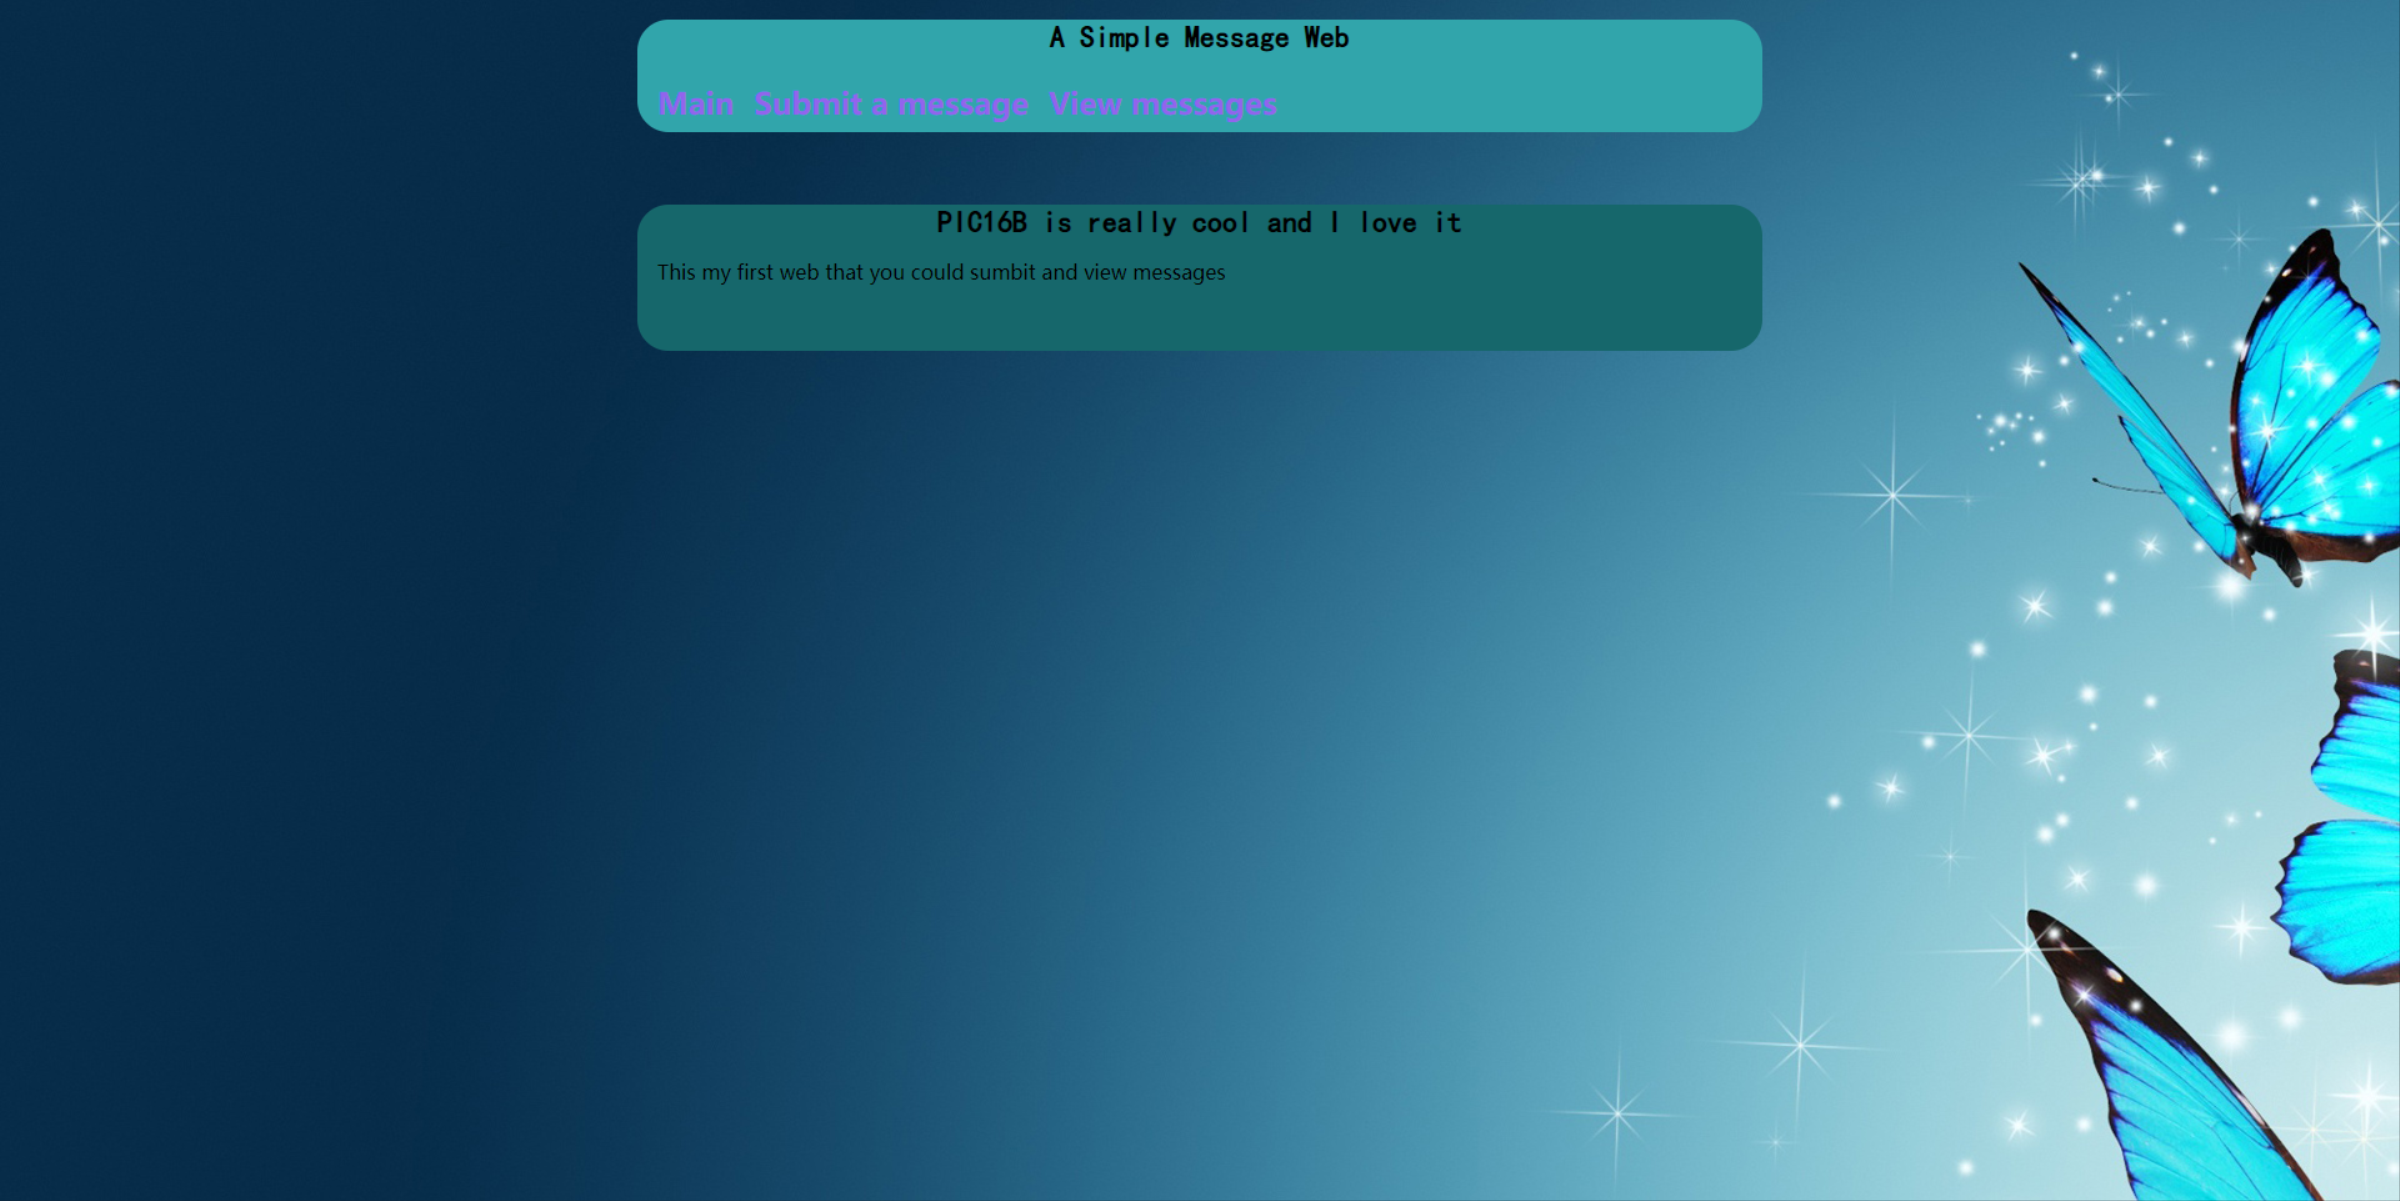 A Simple Message Web
Main Submit a message View messages
PIC16B is really cool and I love it
This my first web that you could sumbit and view messages